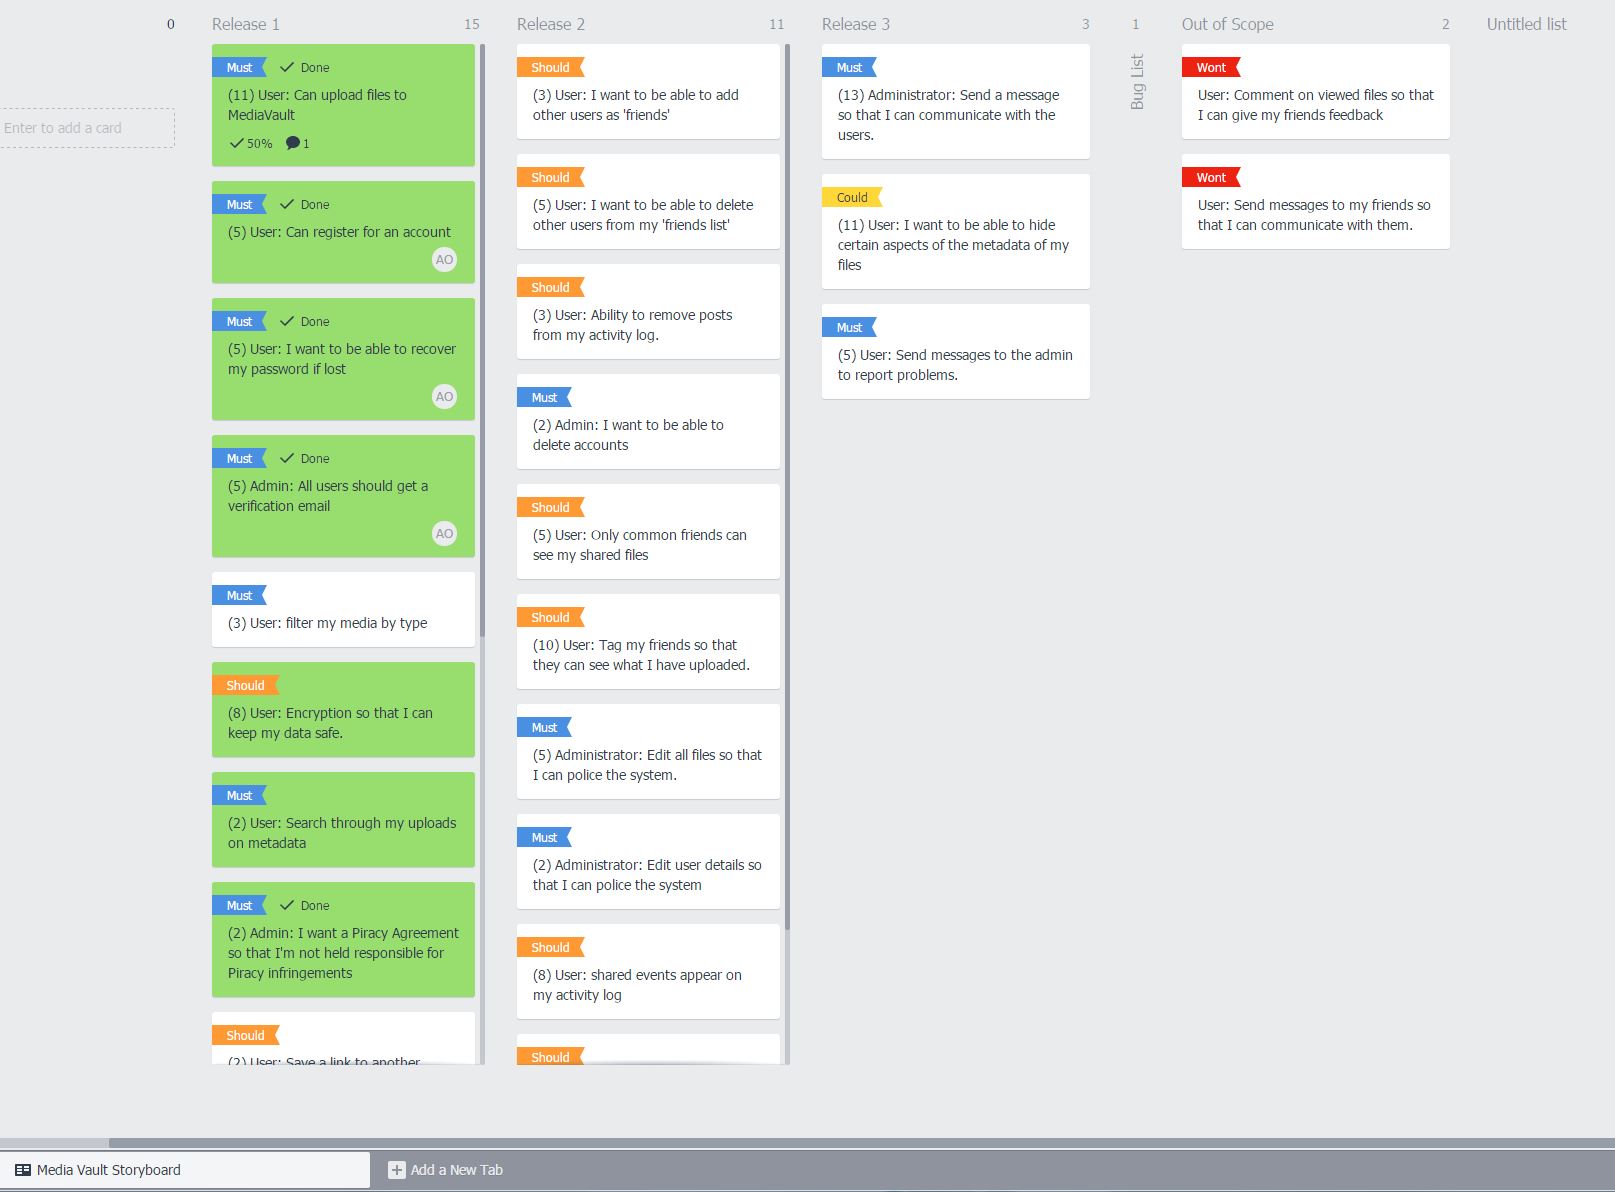 0
Enter to add a card
Release 1
15
Must
Done
(11) User: Can upload files to
MediaVault
50%
1
Must
Done
(5) User: Can register for an account
AO
Must
Done
(5) User: I want to be able to recover
my password if lost
AO
Must
Done
(5) Admin: All users should get a
verification email
AO
Must
(3) User: filter my media by type
Should
(8) User: Encryption so that I can
keep my data safe.
Must
(2) User: Search through my uploads
on metadata
Must
Done
(2) Admin: I want a Piracy Agreement
so that I'm not held responsible for
Piracy infringements
Should
(2) User: Save a link to another
Release 2
11
Should
(3) User: I want to be able to add
other users as 'friends'
Should
(5) User: I want to be able to delete
other users from my 'friends list'
Should
(3) User: Ability to remove posts
from my activity log.
Must
(2) Admin: I want to be able to
delete accounts
Should
(5) User: Only common friends can
see my shared files
Should
(10) User: Tag my friends so that
they can see what I have uploaded.
Must
(5) Administrator: Edit all files so that
I can police the system.
Must
(2) Administrator: Edit user details so
that I can police the system
Should
(8) User: shared events appear on
my activity log
Should
Release 3
3
Must
(13) Administrator: Send a message
so that I can communicate with the
users.
Could
(11) User: I want to be able to hide
certain aspects of the metadata of my
files
Must
(5) User: Send messages to the admin
to report problems.
1
Bug List
Out of Scope
2
Wont
User: Comment on viewed files so that
I can give my friends feedback
Wont
User: Send messages to my friends so
that I can communicate with them.
Untitled list
Media Vault Storyboard
Add a New Tab